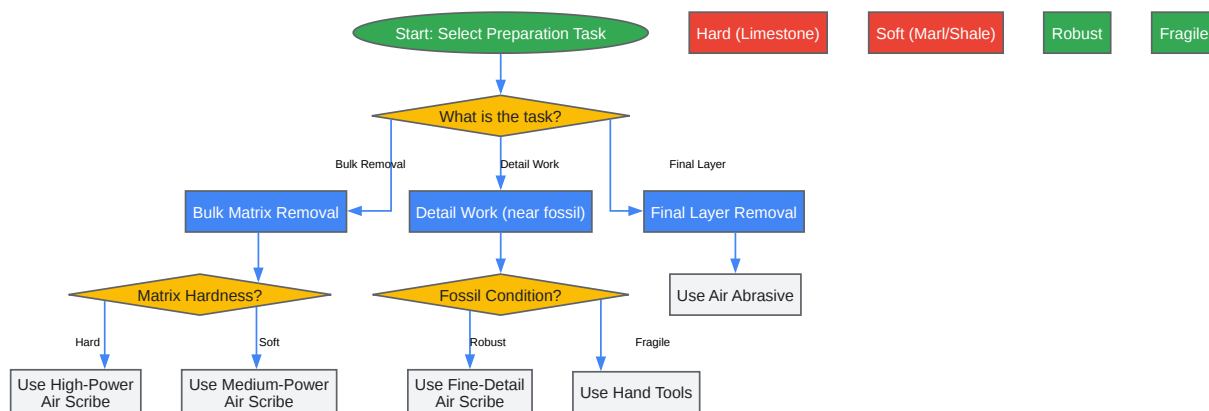 Start: Select Preparation Task
Hard (Limestone)
Soft (Marl/Shale)
Robust
Fragile
What is the task?
Bulk Removal
Detail Work
Final Layer
Bulk Matrix Removal
Detail Work (near fossil)
Final Layer Removal
Matrix Hardness?
Fossil Condition?
Use Air Abrasive
Hard
Soft
Robust
Fragile
Use High-Power
Air Scribe
Use Medium-Power
Air Scribe
Use Fine-Detail
Air Scribe
Use Hand Tools